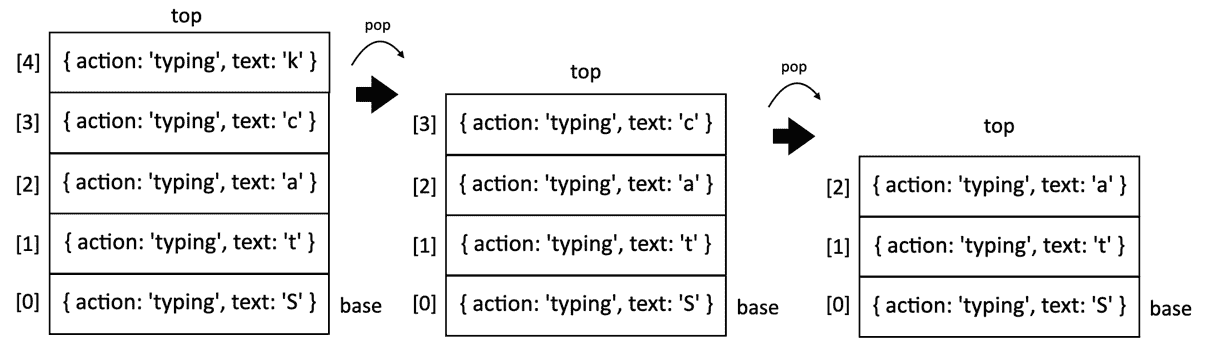 top
[4] { action: 'typing', text: 'k' }
[3] { action: 'typing', text: 'c' }
[2] { action: 'typing', text: 'a' }
[1] { action: 'typing', text: 't' }
[0] { action: 'typing', text: 'S' } base
pop
top
[3] { action: 'typing', text: 'c' }
[2] { action: 'typing', text: 'a' }
[1] { action: 'typing', text: 't' }
[0] { action: 'typing', text: 'S' } base
pop
top
[2] { action: 'typing', text: 'a' }
[1] { action: 'typing', text: 't' }
[0] { action: 'typing', text: 'S' } base